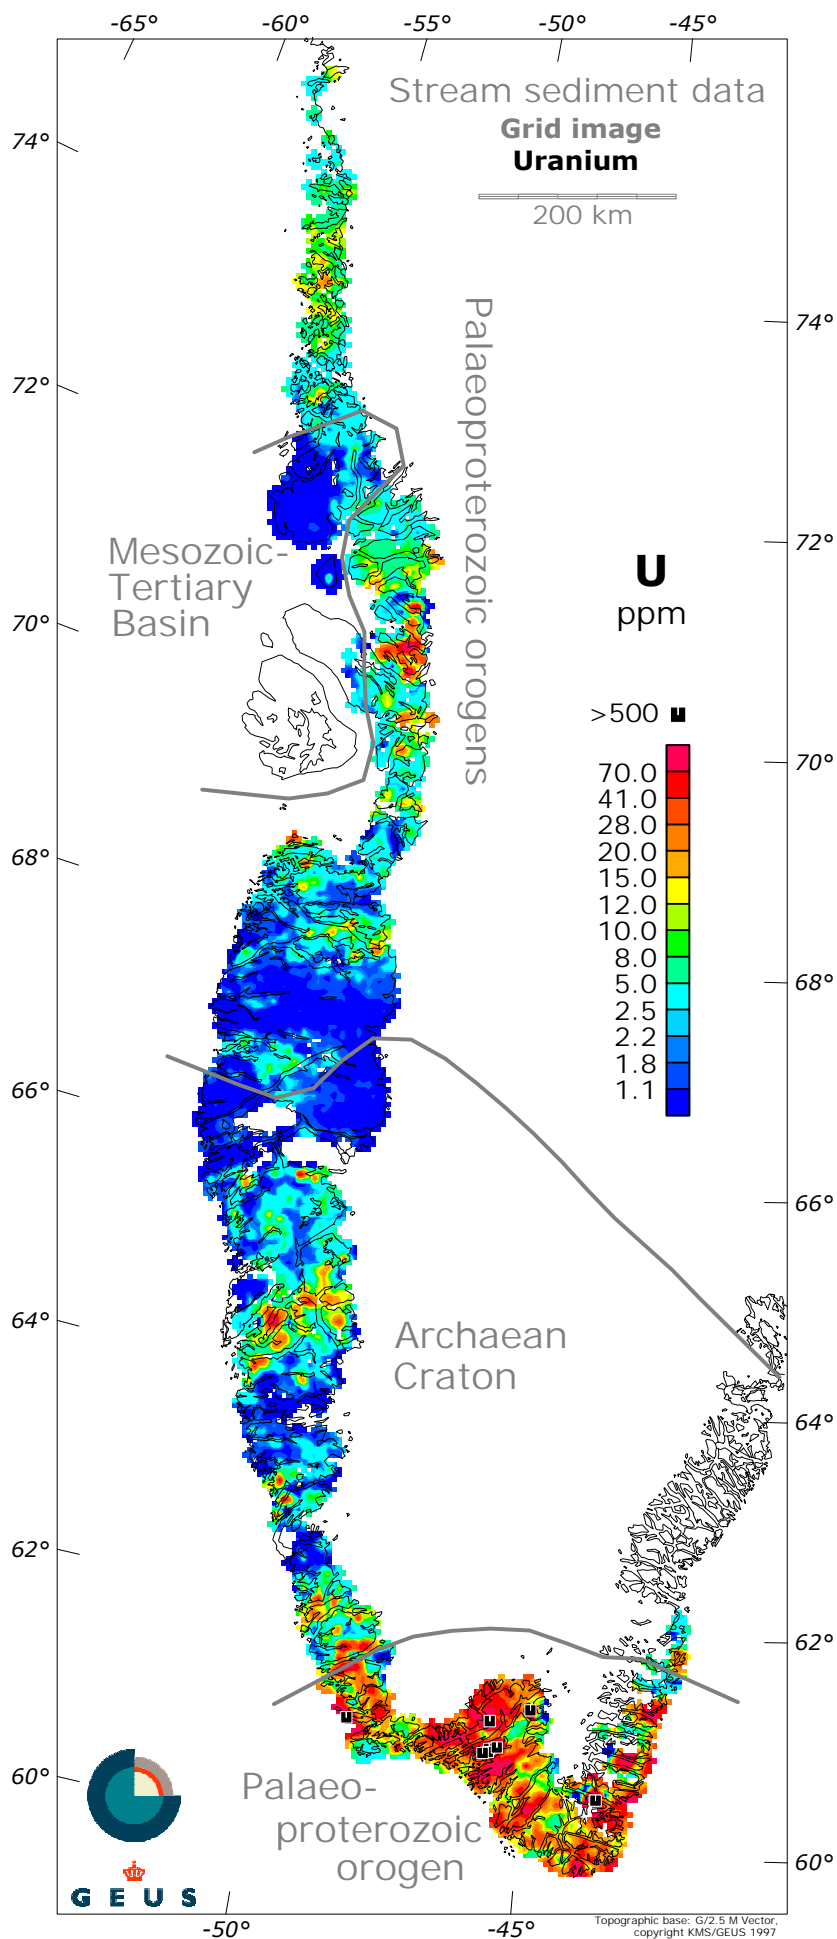 -65° -60° -55° -50° -45°
Stream sediment data
Grid image
Uranium
200 km
74°
72°
70°
68°
66°
64°
62°
60°
74°
72°
70°
68°
66°
64°
62°
60°
Palaeoproterozoic orogens
Mesozoic-
Tertiary
Basin
U
ppm
>500
70.0
41.0
28.0
20.0
15.0
12.0
10.0
8.0
5.0
2.5
2.2
1.8
1.1
Archaean
Craton
Palaeo-
proterozoic
orogen
GEUS
-50° -45°
Topographic base: G/2.5 M Vector,
copyright KMS/GEUS 1997